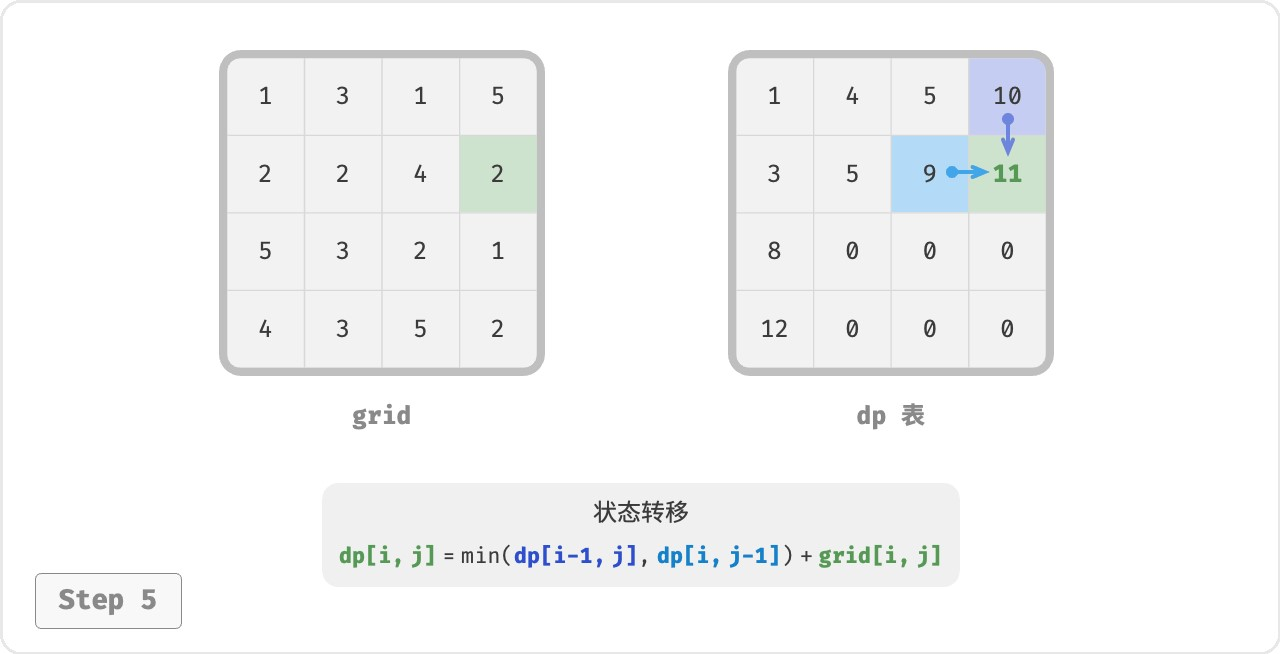 1 3 1 5
2 2 4 2
5 3 2 1
4 3 5 2
grid
1 4 5 10
3 5 9 11
8 0 0 0
12 0 0 0
dp 表
状态转移
dp[i, j] = min(dp[i-1, j], dp[i, j-1]) + grid[i, j]
Step 5